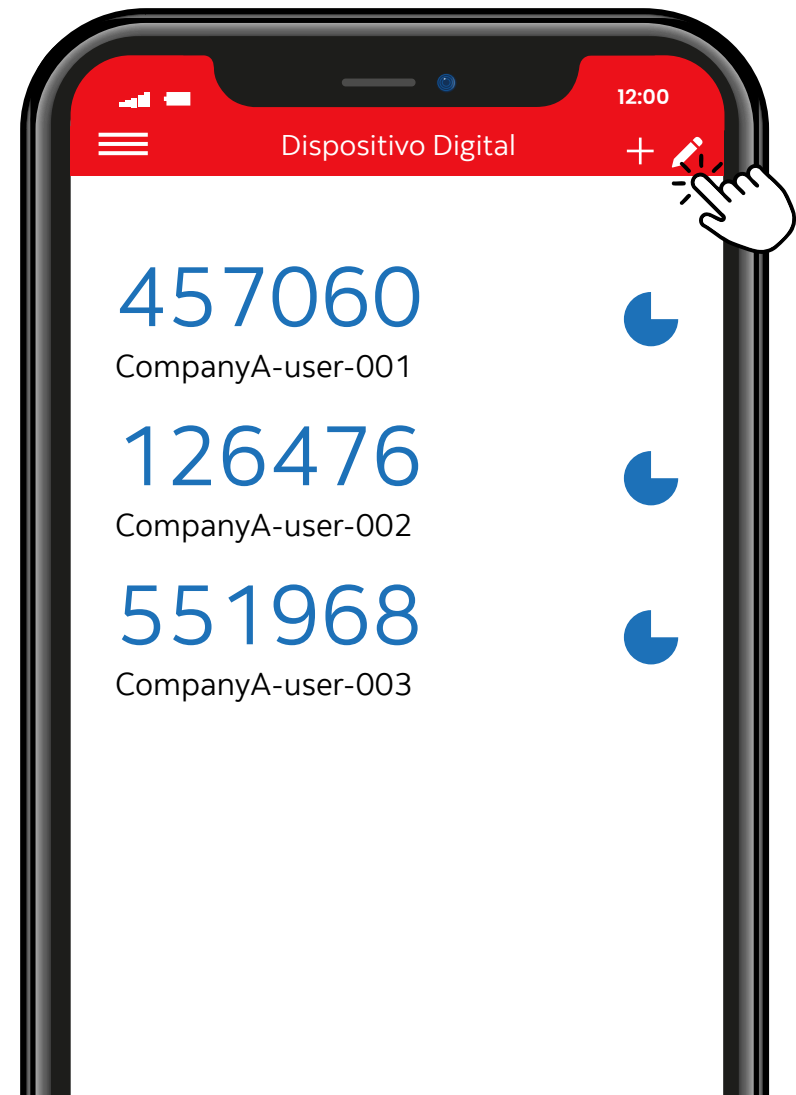 12:00
Dispositivo Digital
457060
CompanyA-user-001
126476
CompanyA-user-002
551968
CompanyA-user-003